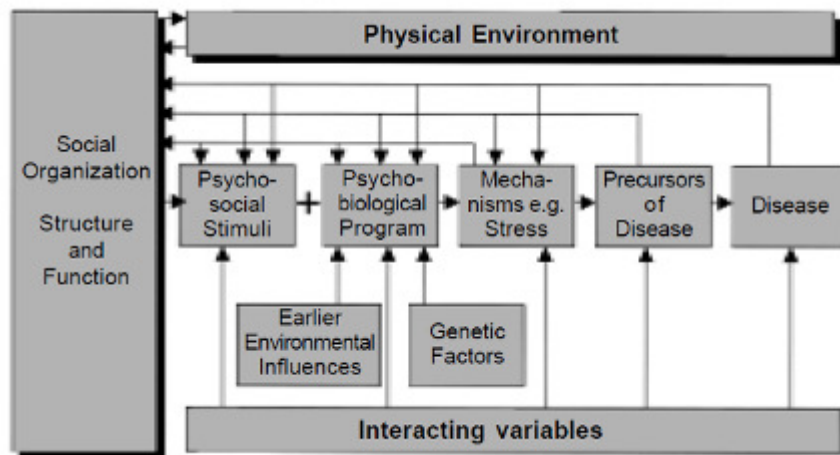 Physical Environment
Social
Organization
Structure
and
Function
Psycho-
social
Stimuli
+
Psycho-
biological
Program
Mecha-
nisms e.g.
Stress
Precursors
of
Disease
Disease
Earlier
Environmental
Influences
Genetic
Factors
Interacting variables